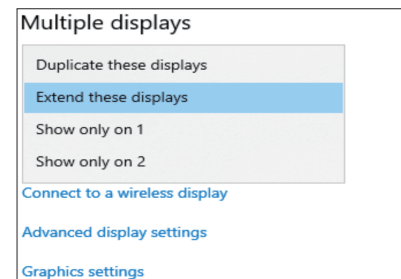 Multiple displays
Duplicate these displays
Extend these displays
Show only on 1
Show only on 2
Connect to a wireless display
Advanced display settings
Graphics settings